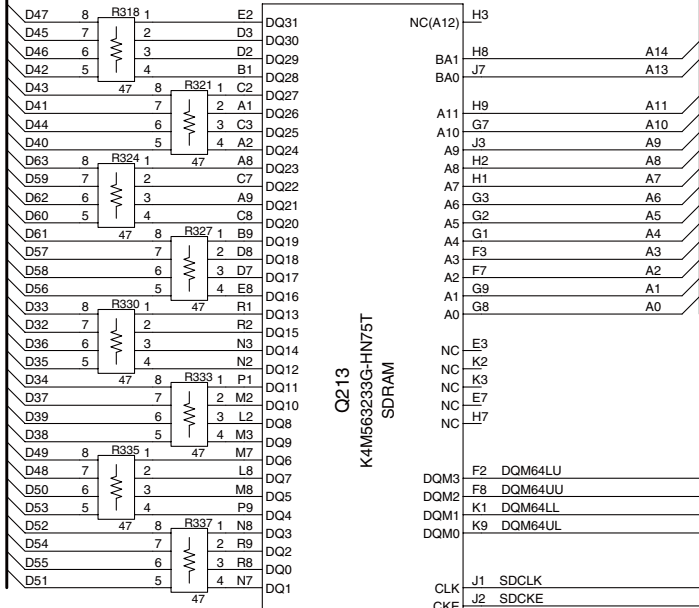 D47 8 R318 1 E2 DQ31 NC(A12) H3
D45 7 2 D3 DQ30
D46 6 3 D2 DQ29 BA1 H8 A14
D42 5 4 B1 DQ28 BA0 J7 A13
D43 47 8 R321 1 C2 DQ27
D41 7 2 A1 DQ26 A11 H9 A11
D44 6 3 C3 DQ25 A10 G7 A10
D40 5 4 A2 DQ24 A9 J3 A9
D63 8 R324 1 47 A8 DQ23 A8 H2 A8
D59 7 2 C7 DQ22 A7 H1 A7
D62 6 3 A9 DQ21 A6 G3 A6
D60 5 4 C8 DQ20 A5 G2 A5
D61 47 8 R327 1 B9 DQ19 A4 G1 A4
D57 7 2 D8 DQ18 A3 F3 A3
D58 6 3 D7 DQ17 A2 F7 A2
D56 5 4 E8 DQ16 A1 G9 A1
D33 8 R330 1 47 R1 DQ13 A0 G8 A0
D32 7 2 R2 DQ15
D36 6 3 N3 DQ14 NC E3
D35 5 4 N2 DQ12 NC K2
D34 47 8 R333 1 P1 DQ11 NC K3
D37 7 2 M2 DQ10 NC E7
D39 6 3 L2 DQ8 NC H7
D38 5 4 M3 DQ9
D49 8 R335 1 47 M7 DQ6
D48 7 2 L8 DQ7 DQM3 F2 DQM64LU
D50 6 3 M8 DQ5 DQM2 F8 DQM64UU
D53 5 4 P9 DQ4 DQM1 K1 DQM64LL
D52 47 8 R337 1 N8 DQ3 DQM0 K9 DQM64UL
D54 7 2 R9 DQ2
D55 6 3 R8 DQ0
D51 5 4 N7 DQ1 CLK J1 SDCLK
47 CKE J2 SDCKE
Q213
K4M563233G-HN75T
SDRAM